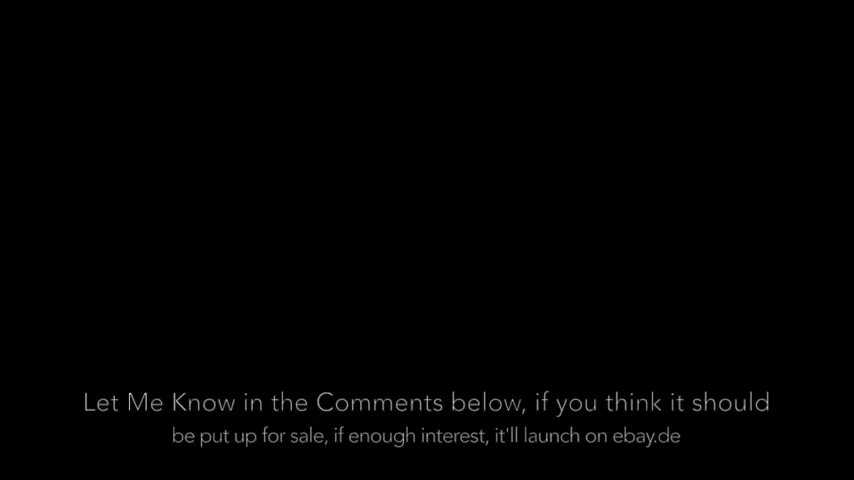 Let Me Know in the Comments below, if you think it should
be put up for sale, if enough interest, it'll launch on ebay.de